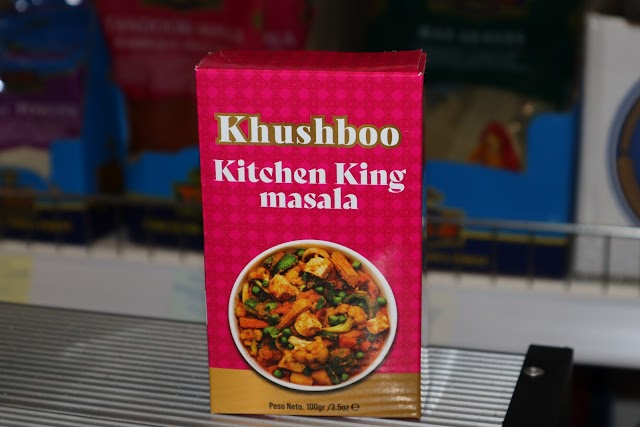 Khushboo
Kitchen King
masala
Peso Neto. 100gr /3.5oz ℮